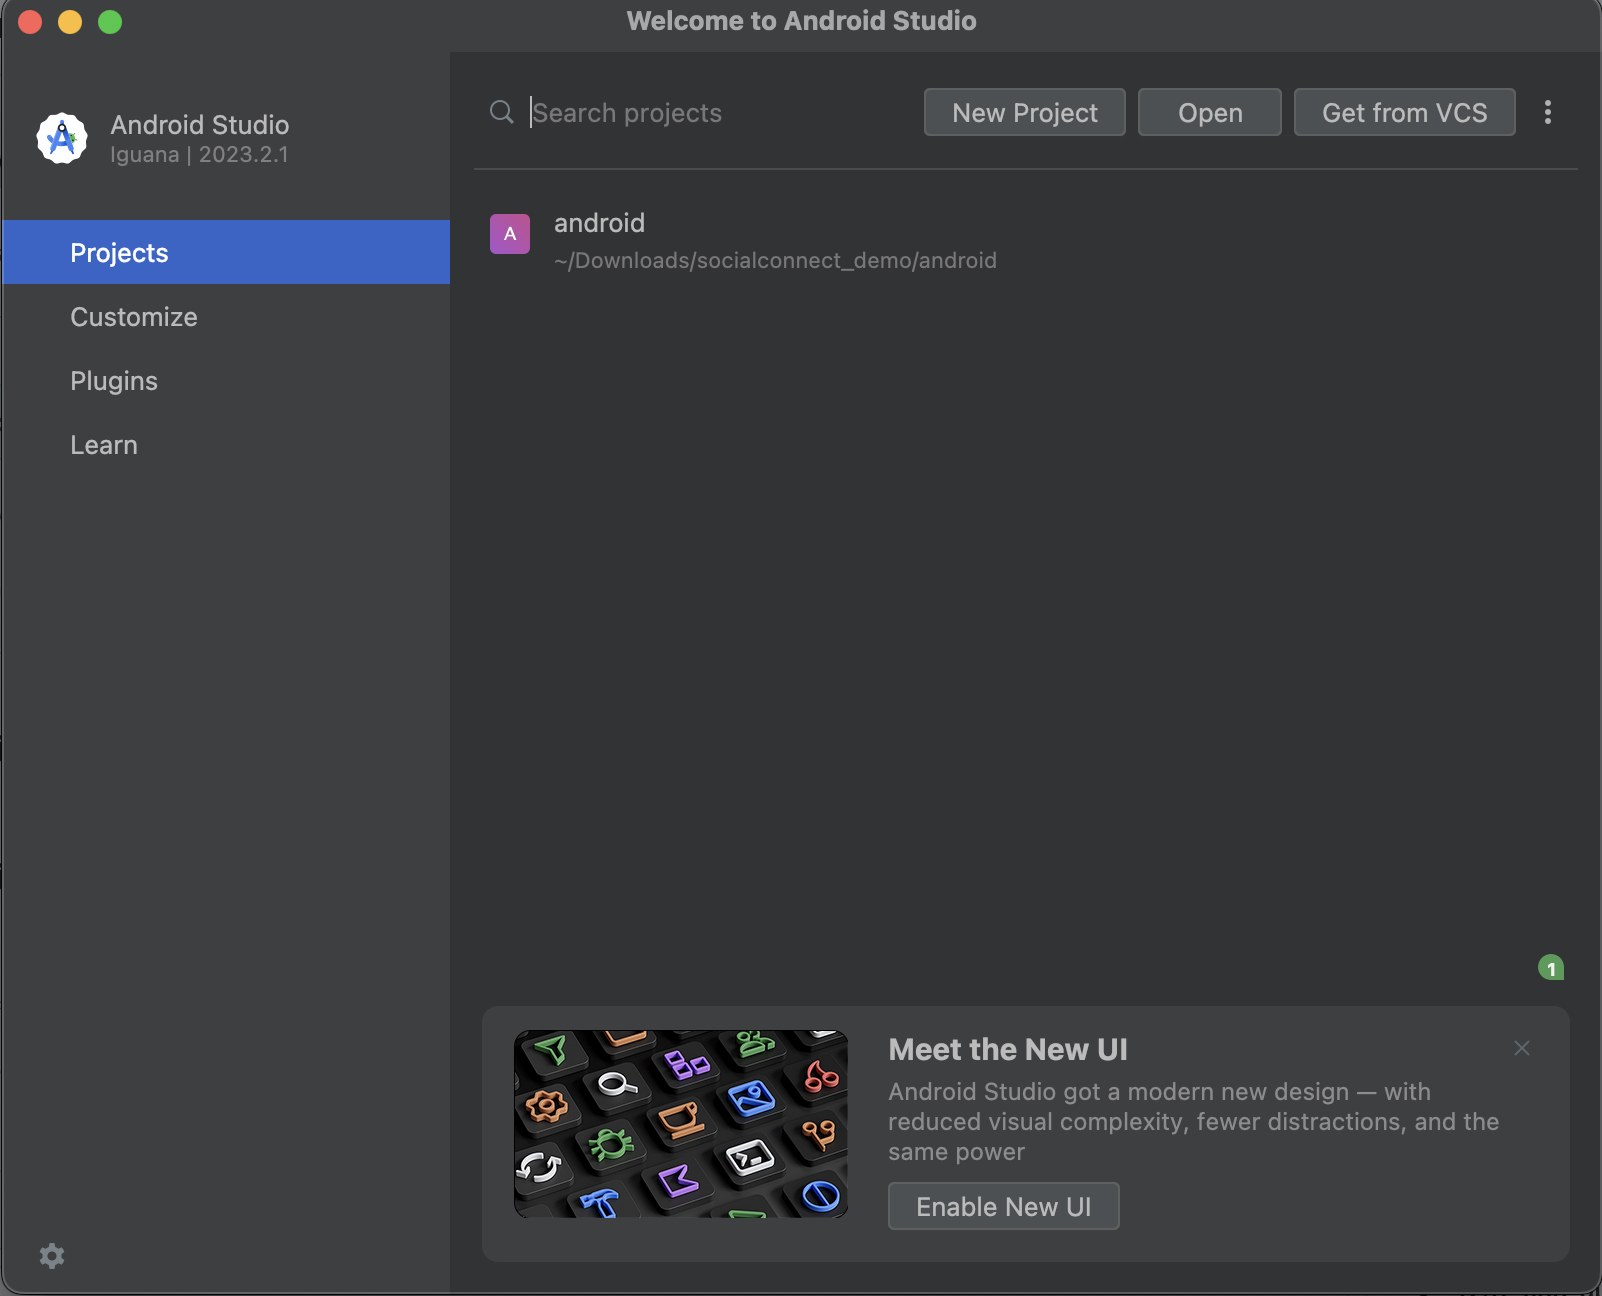 Welcome to Android Studio
Android Studio
Iguana | 2023.2.1
Search projects
New Project
Open
Get from VCS
Projects
Customize
Plugins
Learn
A
android
~/Downloads/socialconnect_demo/android
1
Meet the New UI
Android Studio got a modern new design — with
reduced visual complexity, fewer distractions, and the
same power
Enable New UI